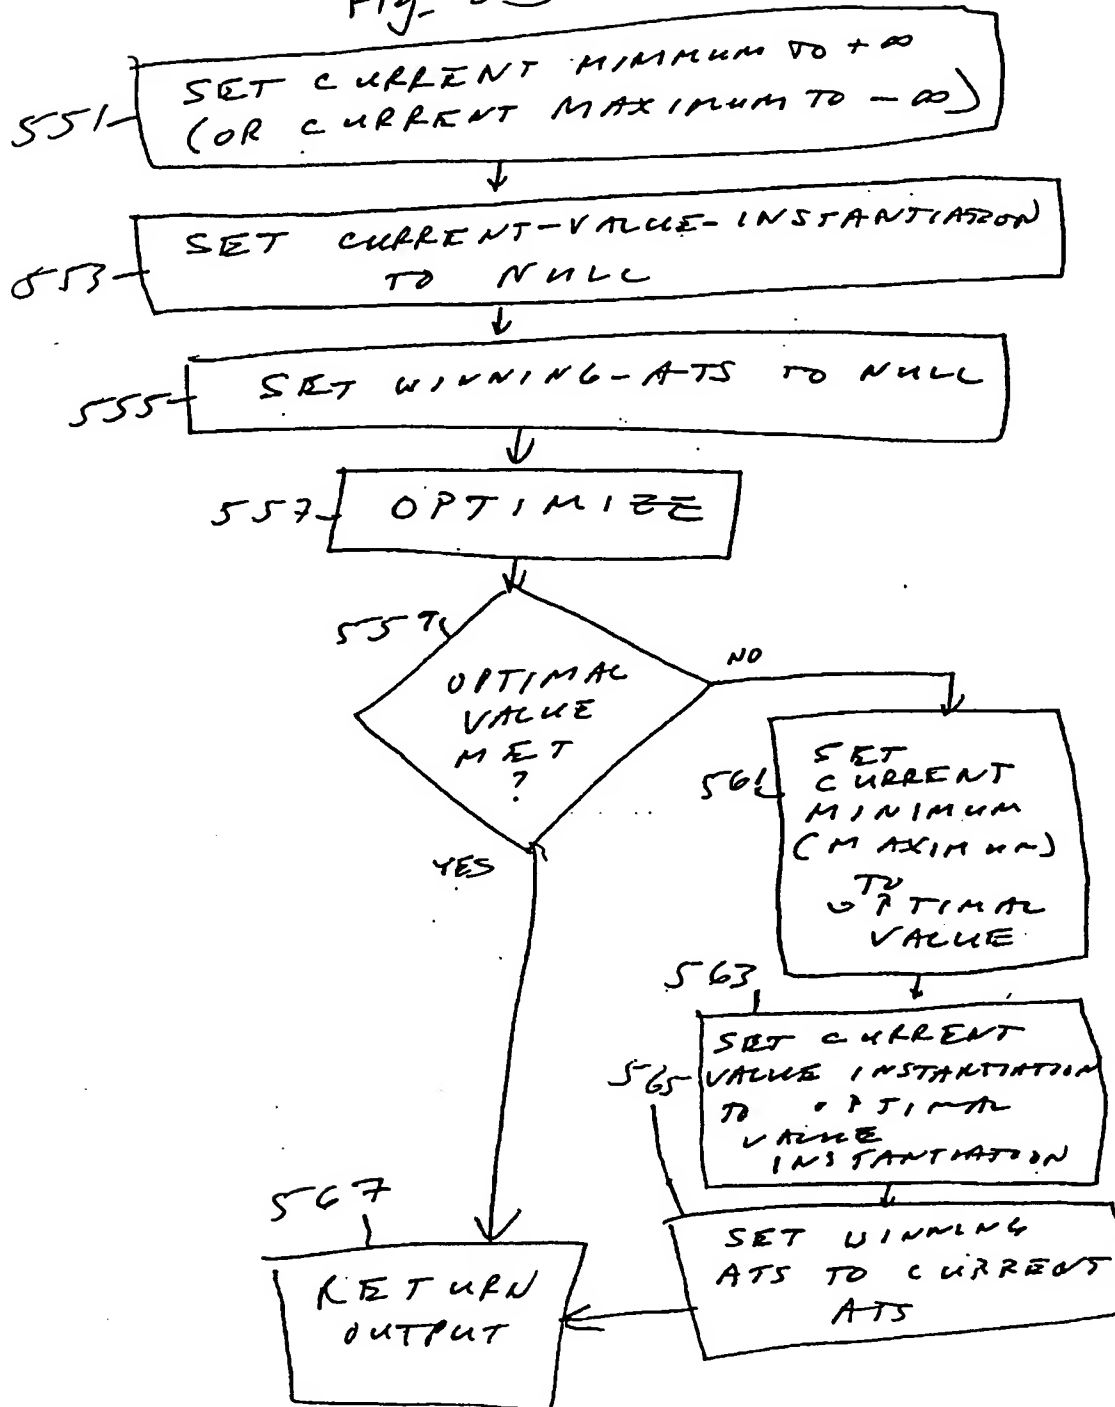 Fig.
SET CURRENT MINIMUM TO + ∞
(OR CURRENT MAXIMUM TO - ∞)
551
SET CURRENT-VALUE-INSTANTIATION
TO NULL
553
SET WINNING-ATS TO NULL
555
OPTIMIZE
557
559
OPTIMAL
VALUE
MET
?
NO
YES
561
SET
CURRENT
MINIMUM
(MAXIMUM)
TO
OPTIMAL
VALUE
563
SET CURRENT
VALUE INSTANTIATION
TO OPTIMAL
VALUE
INSTANTIATION
565
SET WINNING
ATS TO CURRENT
ATS
567
RETURN
OUTPUT